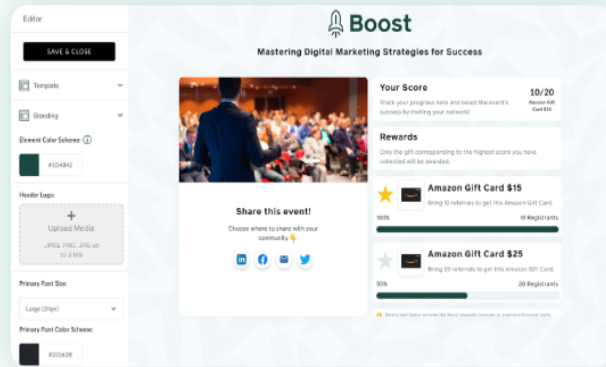 Editor
SAVE & CLOSE
Template
Branding
Element Color Scheme:
#1D4842
Header Logo:
+
Upload Media
.JPEG .PNG .JPG up
to 3 MB
Primary Font Size:
Large (24px)
Primary Font Color Scheme:
#22262B
Boost
Mastering Digital Marketing Strategies for Success
Share this event!
Choose where to share with your
community 👇
Your Score
Track your progress here and boost the event's
success by inviting your network!
10/20
Amazon Gift
Card $15
Rewards
Only the gift corresponding to the highest score you have
collected will be awarded.
Amazon Gift Card $15
Bring 10 referrals to get this Amazon Gift Card.
100%
10 Registrants
Amazon Gift Card $25
Bring 20 referrals to get this Amazon Gift Card.
50%
20 Registrants